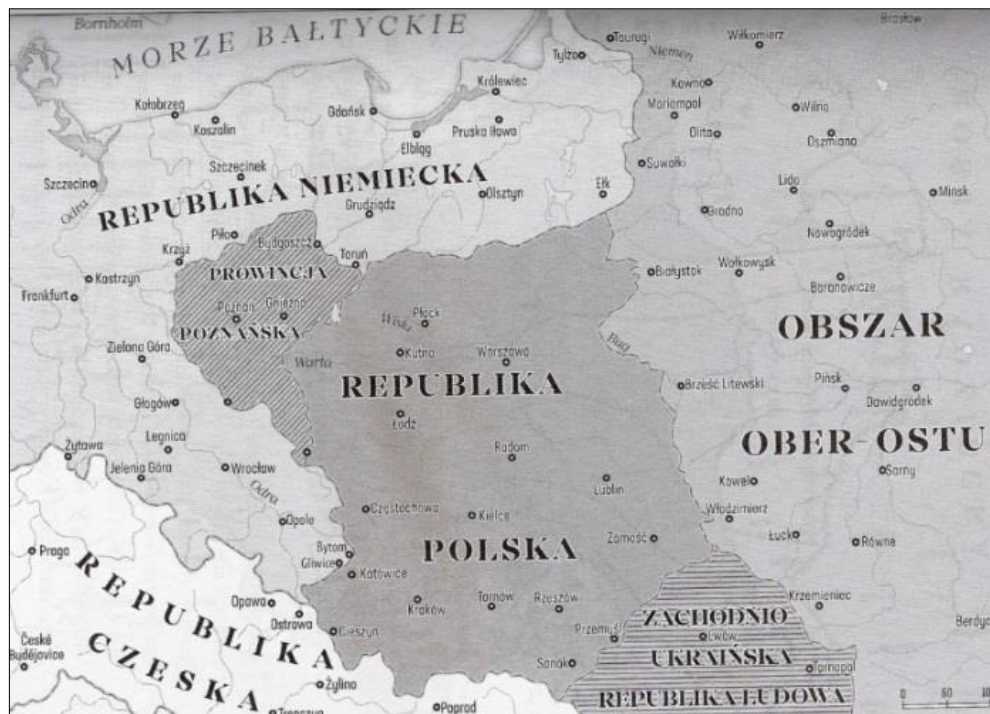 Bornholm
MORZE BAŁTYCKIE
Brasław
Taurogi
Wiłkomierz
Niemen
Tylża
Królewiec
Kowno
Kołobrzeg
Gdańsk
Mariampol
Wilno
Koszalin
Pruska Iława
Olita
Oszmiana
Elbląg
Szczecinek
Suwałki
Szczecin
REPUBLIKA NIEMIECKA
Olsztyn
Ełk
Lida
Mińsk
Odra
Grudziądz
Grodno
Nowogródek
Piła
Bydgoszcz
Krzyż
Toruń
PROWINCJA
Białystok
Wołkowysk
Kostrzyn
Baranowicze
Frankfurt
Poznań
Gniezno
POZNAŃSKA
Wisła
Płock
OBSZAR
Bug
Zielona Góra
Warta
Kutno
Warszawa
REPUBLIKA
Brześć Litewski
Pińsk
Dawidgródek
Głogów
Łódź
Legnica
OBER-OSTU
Żytawa
Radom
Jelenia Góra
Wrocław
Sarny
Odra
Lublin
Kowel
Częstochowa
Kielce
Włodzimierz
Opole
Praga
Bytom
POLSKA
Zamość
Łuck
Równe
Gliwice
Katowice
REPUBLIKA
Opawa
Kraków
Tarnów
Rzeszów
Krzemieniec
Ostrawa
ZACHODNIO
Cieszyn
Przemyśl
Lwów
Berdyc
České
Budějovice
CZESKA
UKRAIŃSKA
Sanok
Tarnopol
Żylina
REPUBLIKA LUDOWA
Poprad
Trenczyn
0 50 10